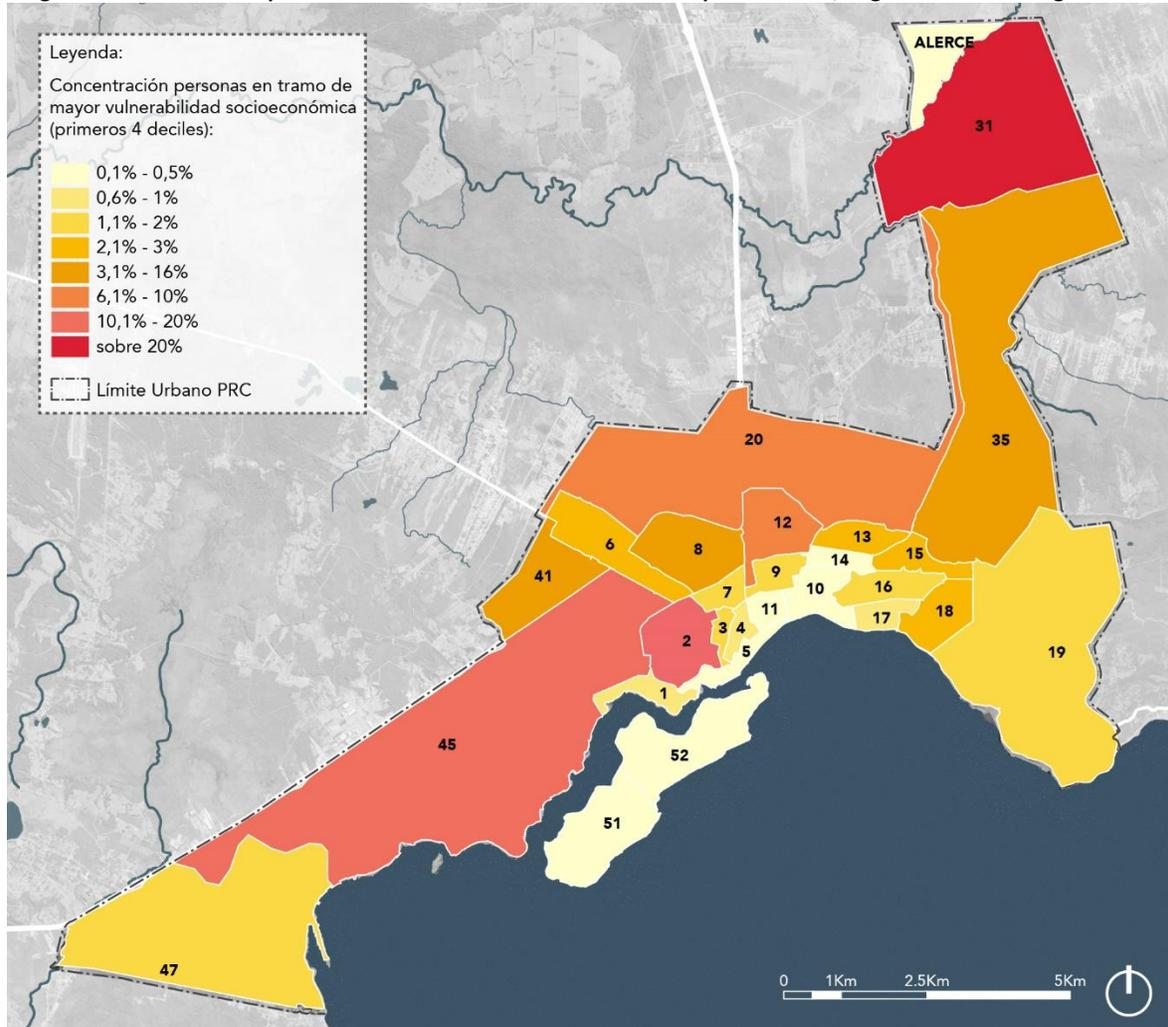 Leyenda:
Concentración personas en tramo de
mayor vulnerabilidad socioeconómica
(primeros 4 deciles):
0,1% - 0,5%
0,6% - 1%
1,1% - 2%
2,1% - 3%
3,1% - 16%
6,1% - 10%
10,1% - 20%
sobre 20%
Límite Urbano PRC
ALERCE
31
20
35
12
13
6
8
15
14
41
9
10
16
7
11
18
17
3
4
2
5
19
1
45
52
51
47
0
1Km
2.5Km
5Km